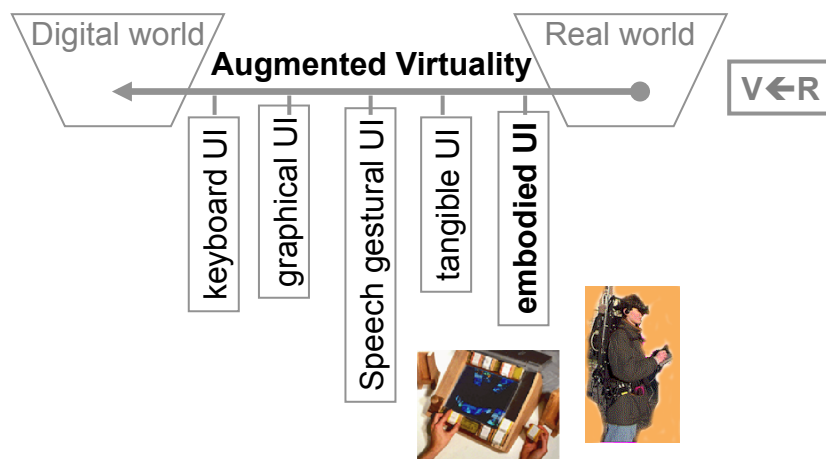 Digital world
Real world
Augmented Virtuality
V←R
keyboard UI
graphical UI
Speech gestural UI
tangible UI
embodied UI